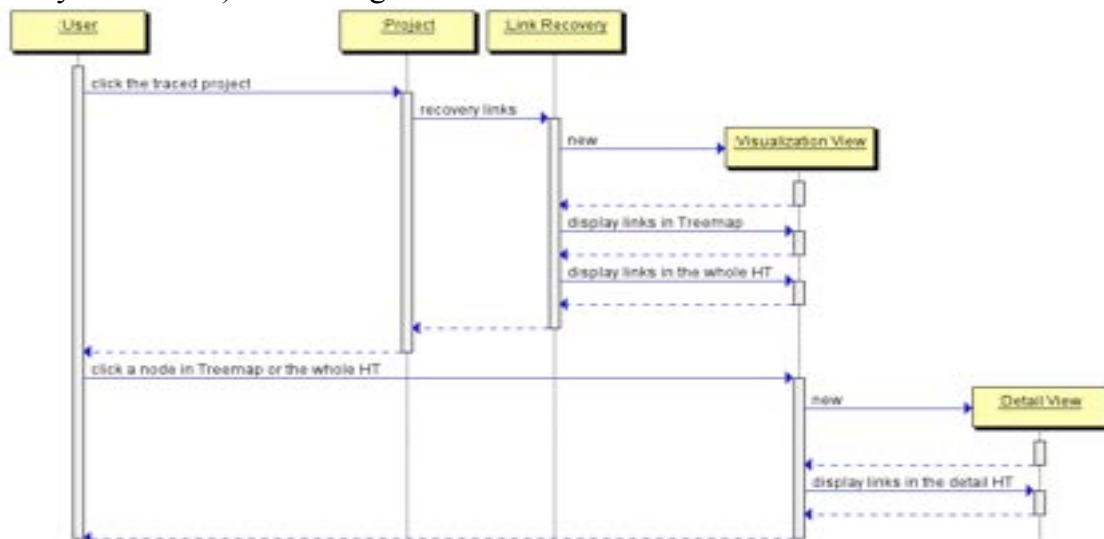 :User
:Project
:Link Recovery
click the traced project
recovery links
new
:Visualization View
display links in Treemap
display links in the whole HT
click a node in Treemap or the whole HT
new
:Detail View
display links in the detail HT